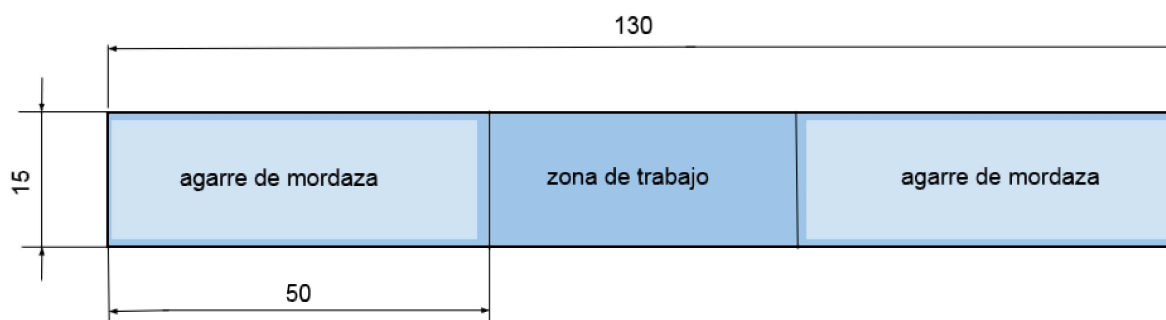 130
15
agarre de mordaza
zona de trabajo
agarre de mordaza
50